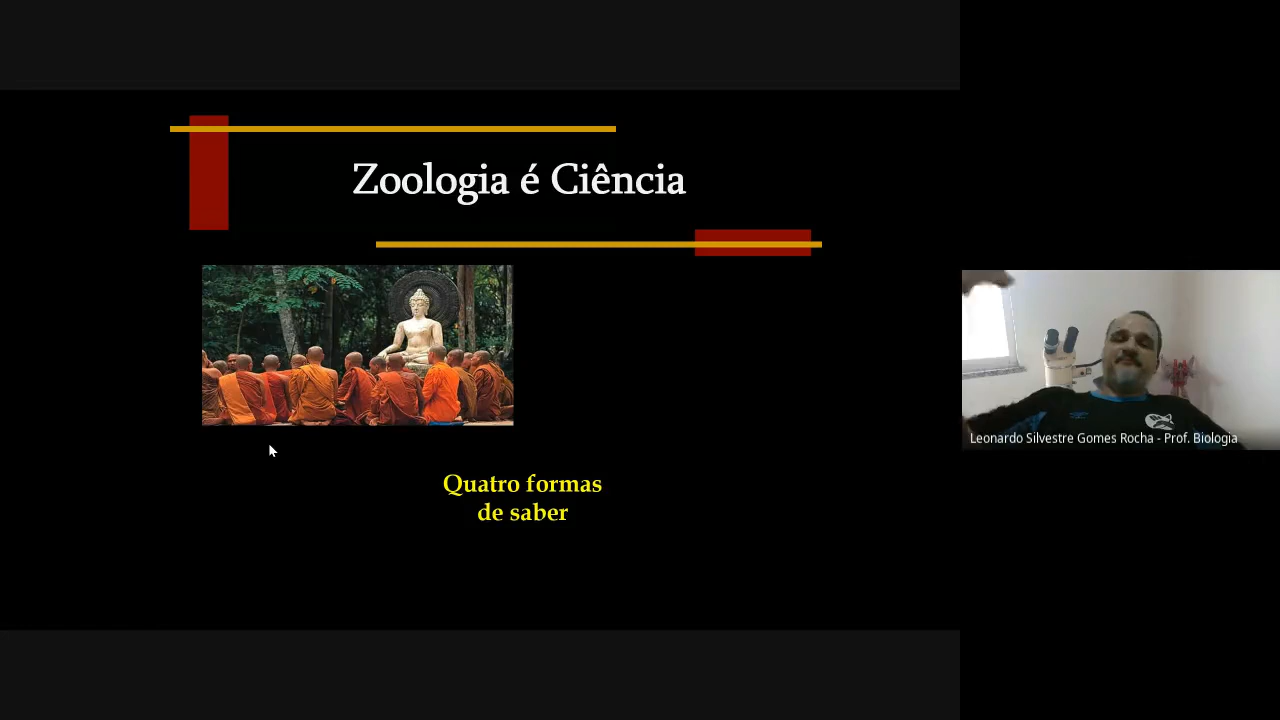 Zoologia é Ciência
Quatro formas
de saber
Leonardo Silvestre Gomes Rocha - Prof. Biologia